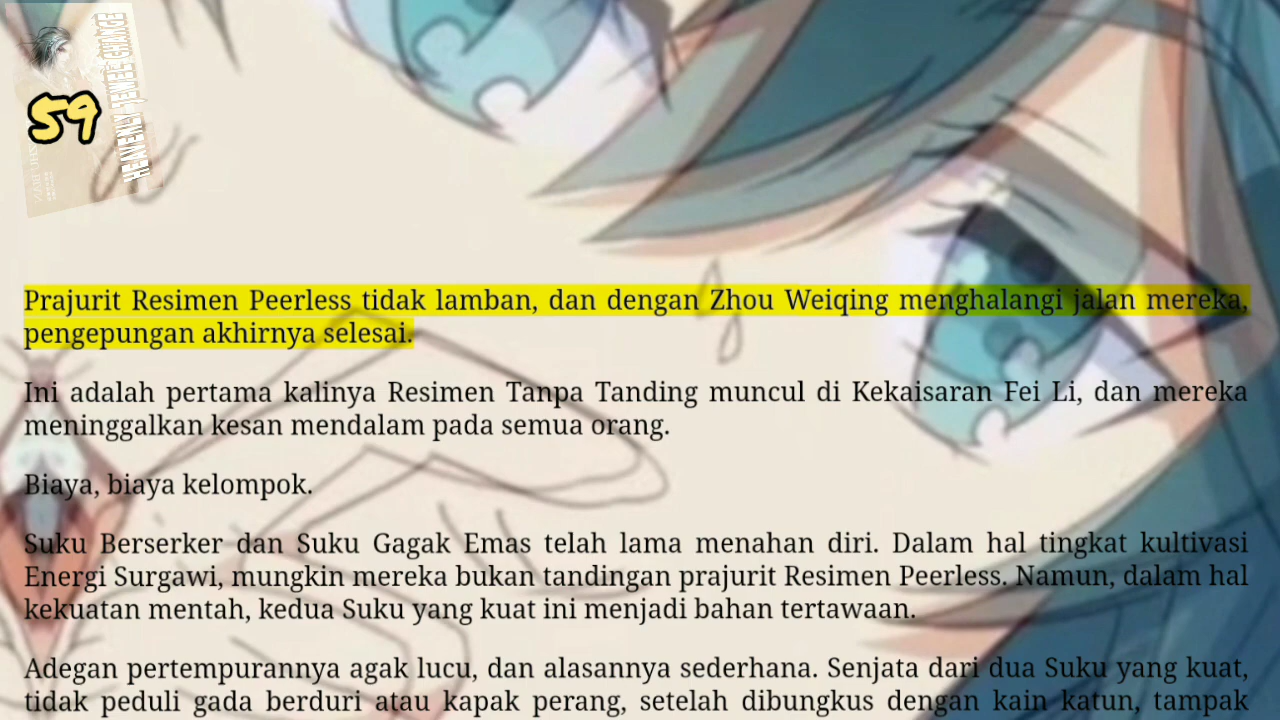 HEAVENLY JEWEL CHANGE
59
Prajurit Resimen Peerless tidak lamban, dan dengan Zhou Weiqing menghalangi jalan mereka,
pengepungan akhirnya selesai.
Ini adalah pertama kalinya Resimen Tanpa Tanding muncul di Kekaisaran Fei Li, dan mereka
meninggalkan kesan mendalam pada semua orang.
Biaya, biaya kelompok.
Suku Berserker dan Suku Gagak Emas telah lama menahan diri. Dalam hal tingkat kultivasi
Energi Surgawi, mungkin mereka bukan tandingan prajurit Resimen Peerless. Namun, dalam hal
kekuatan mentah, kedua Suku yang kuat ini menjadi bahan tertawaan.
Adegan pertempurannya agak lucu, dan alasannya sederhana. Senjata dari dua Suku yang kuat,
tidak peduli gada berduri atau kapak perang, setelah dibungkus dengan kain katun, tampak